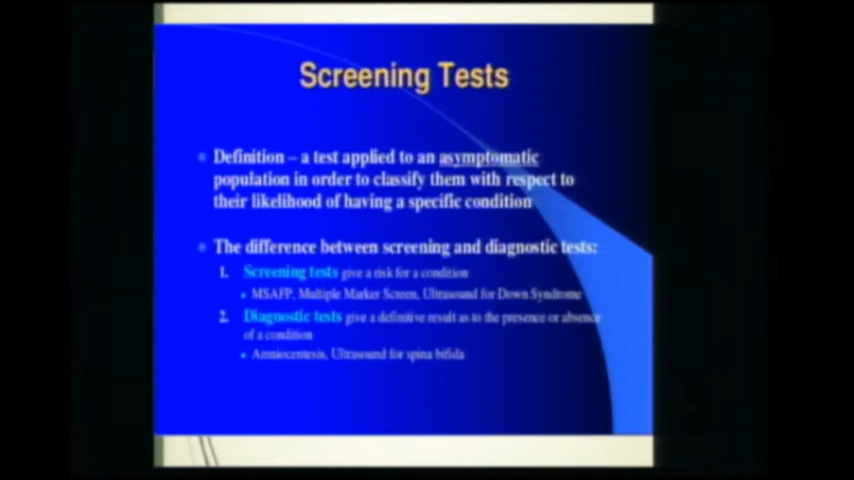 Screening Tests
Definition – a test applied to an asymptomatic
population in order to classify them with respect to
their likelihood of having a specific condition
The difference between screening and diagnostic tests:
1. Screening tests give a risk for a condition
MSAFP, Multiple Marker Screen, Ultrasound for Down Syndrome
2. Diagnostic tests give a definitive result as to the presence or absence
of a condition
Amniocentesis, Ultrasound for spina bifida